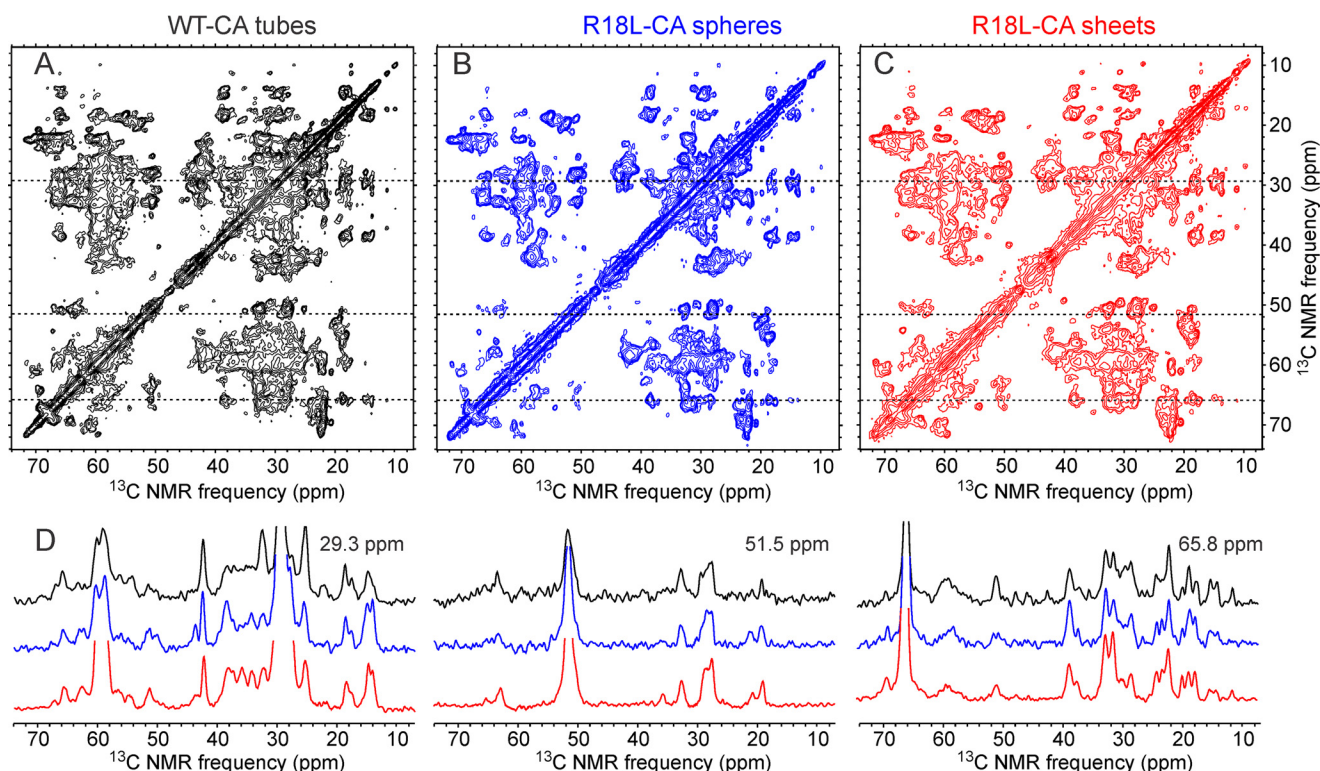 WT-CA tubes R18L-CA spheres R18L-CA sheets
A B C
10
20
30
40
50
60
70
13C NMR frequency (ppm)
70 60 50 40 30 20 10 70 60 50 40 30 20 10 70 60 50 40 30 20 10
13C NMR frequency (ppm) 13C NMR frequency (ppm) 13C NMR frequency (ppm)
D 29.3 ppm 51.5 ppm 65.8 ppm
70 60 50 40 30 20 10 70 60 50 40 30 20 10 70 60 50 40 30 20 10
13C NMR frequency (ppm) 13C NMR frequency (ppm) 13C NMR frequency (ppm)